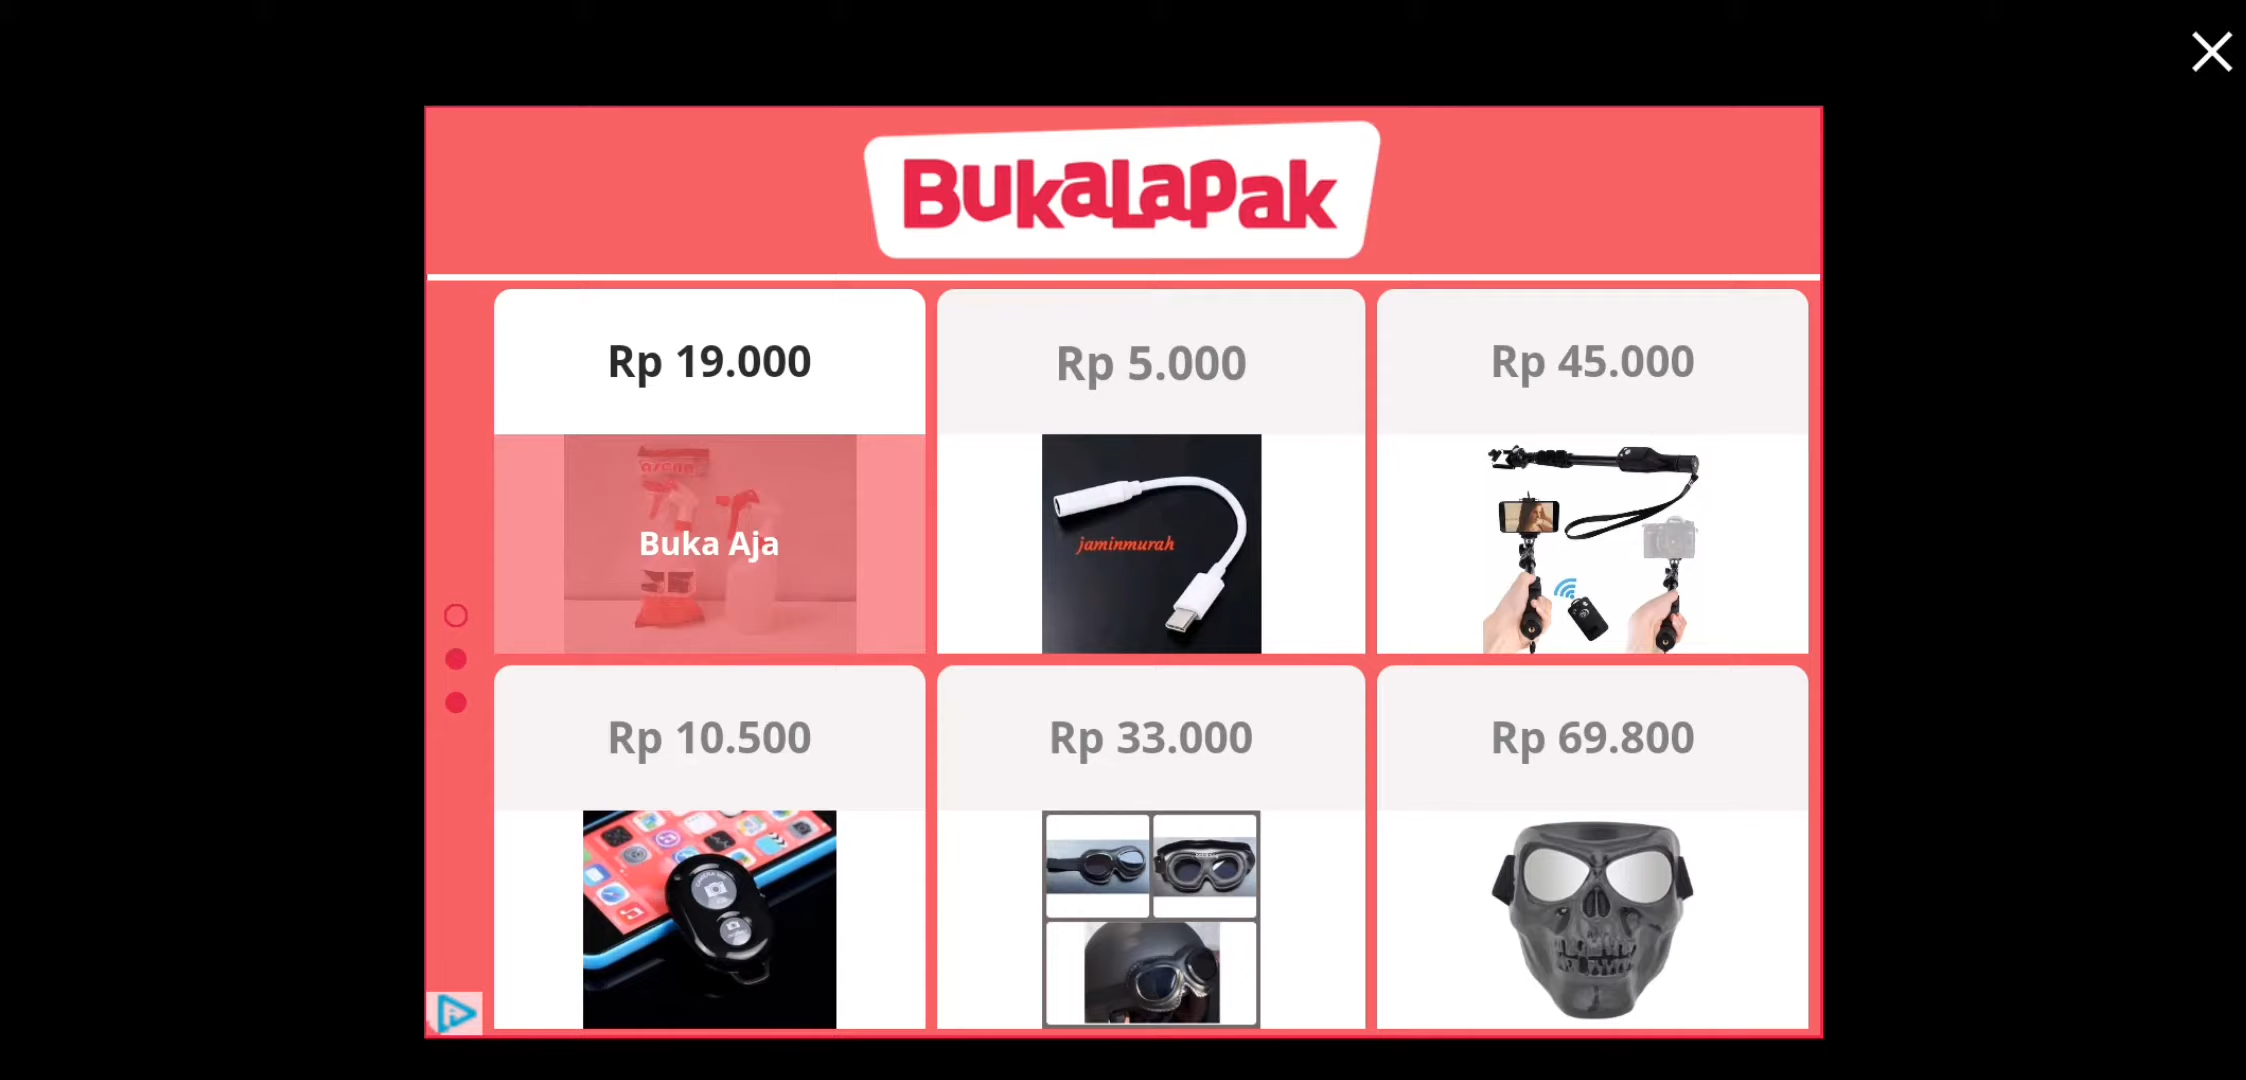 BukaLapak
Rp 19.000
Rp 5.000
Rp 45.000
Buka Aja
jaminmurah
Rp 10.500
Rp 33.000
Rp 69.800